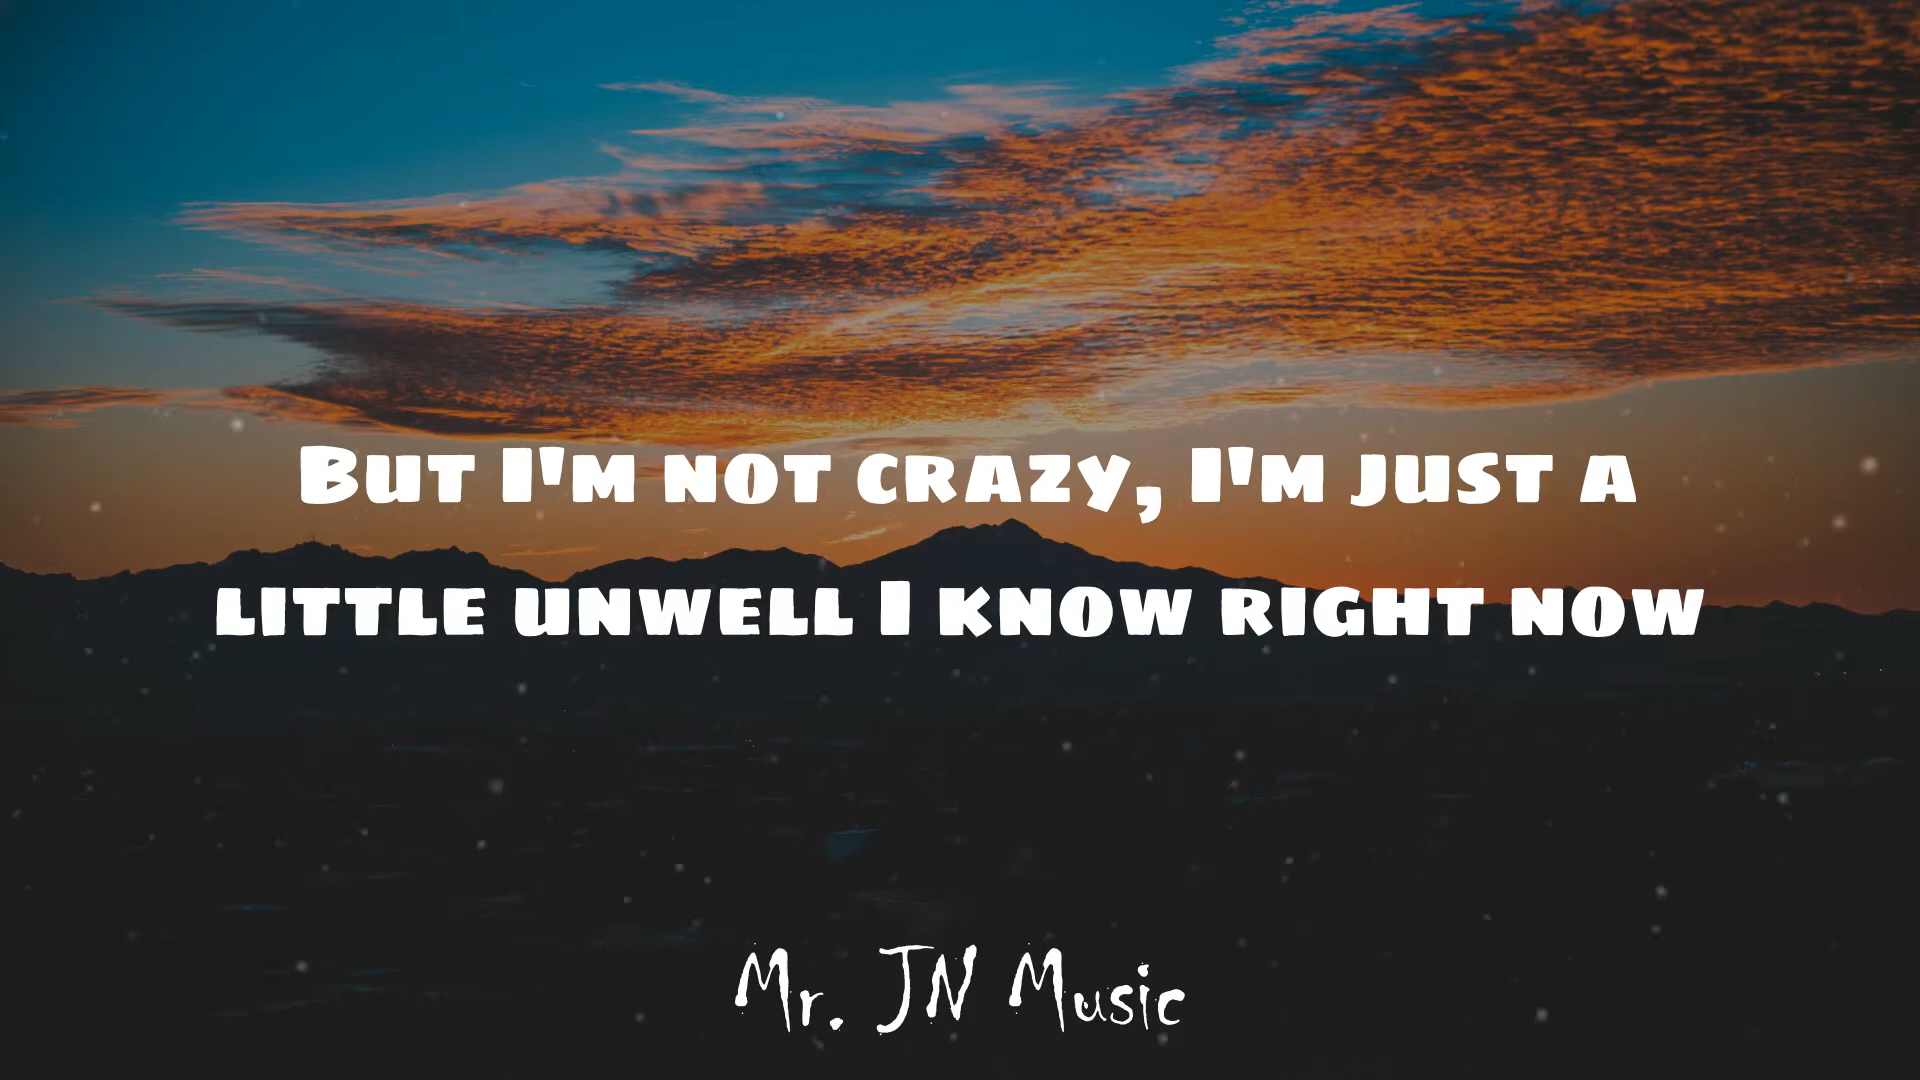 But I'm not crazy, I'm just a
little unwell I know right now
Mr. JN Music